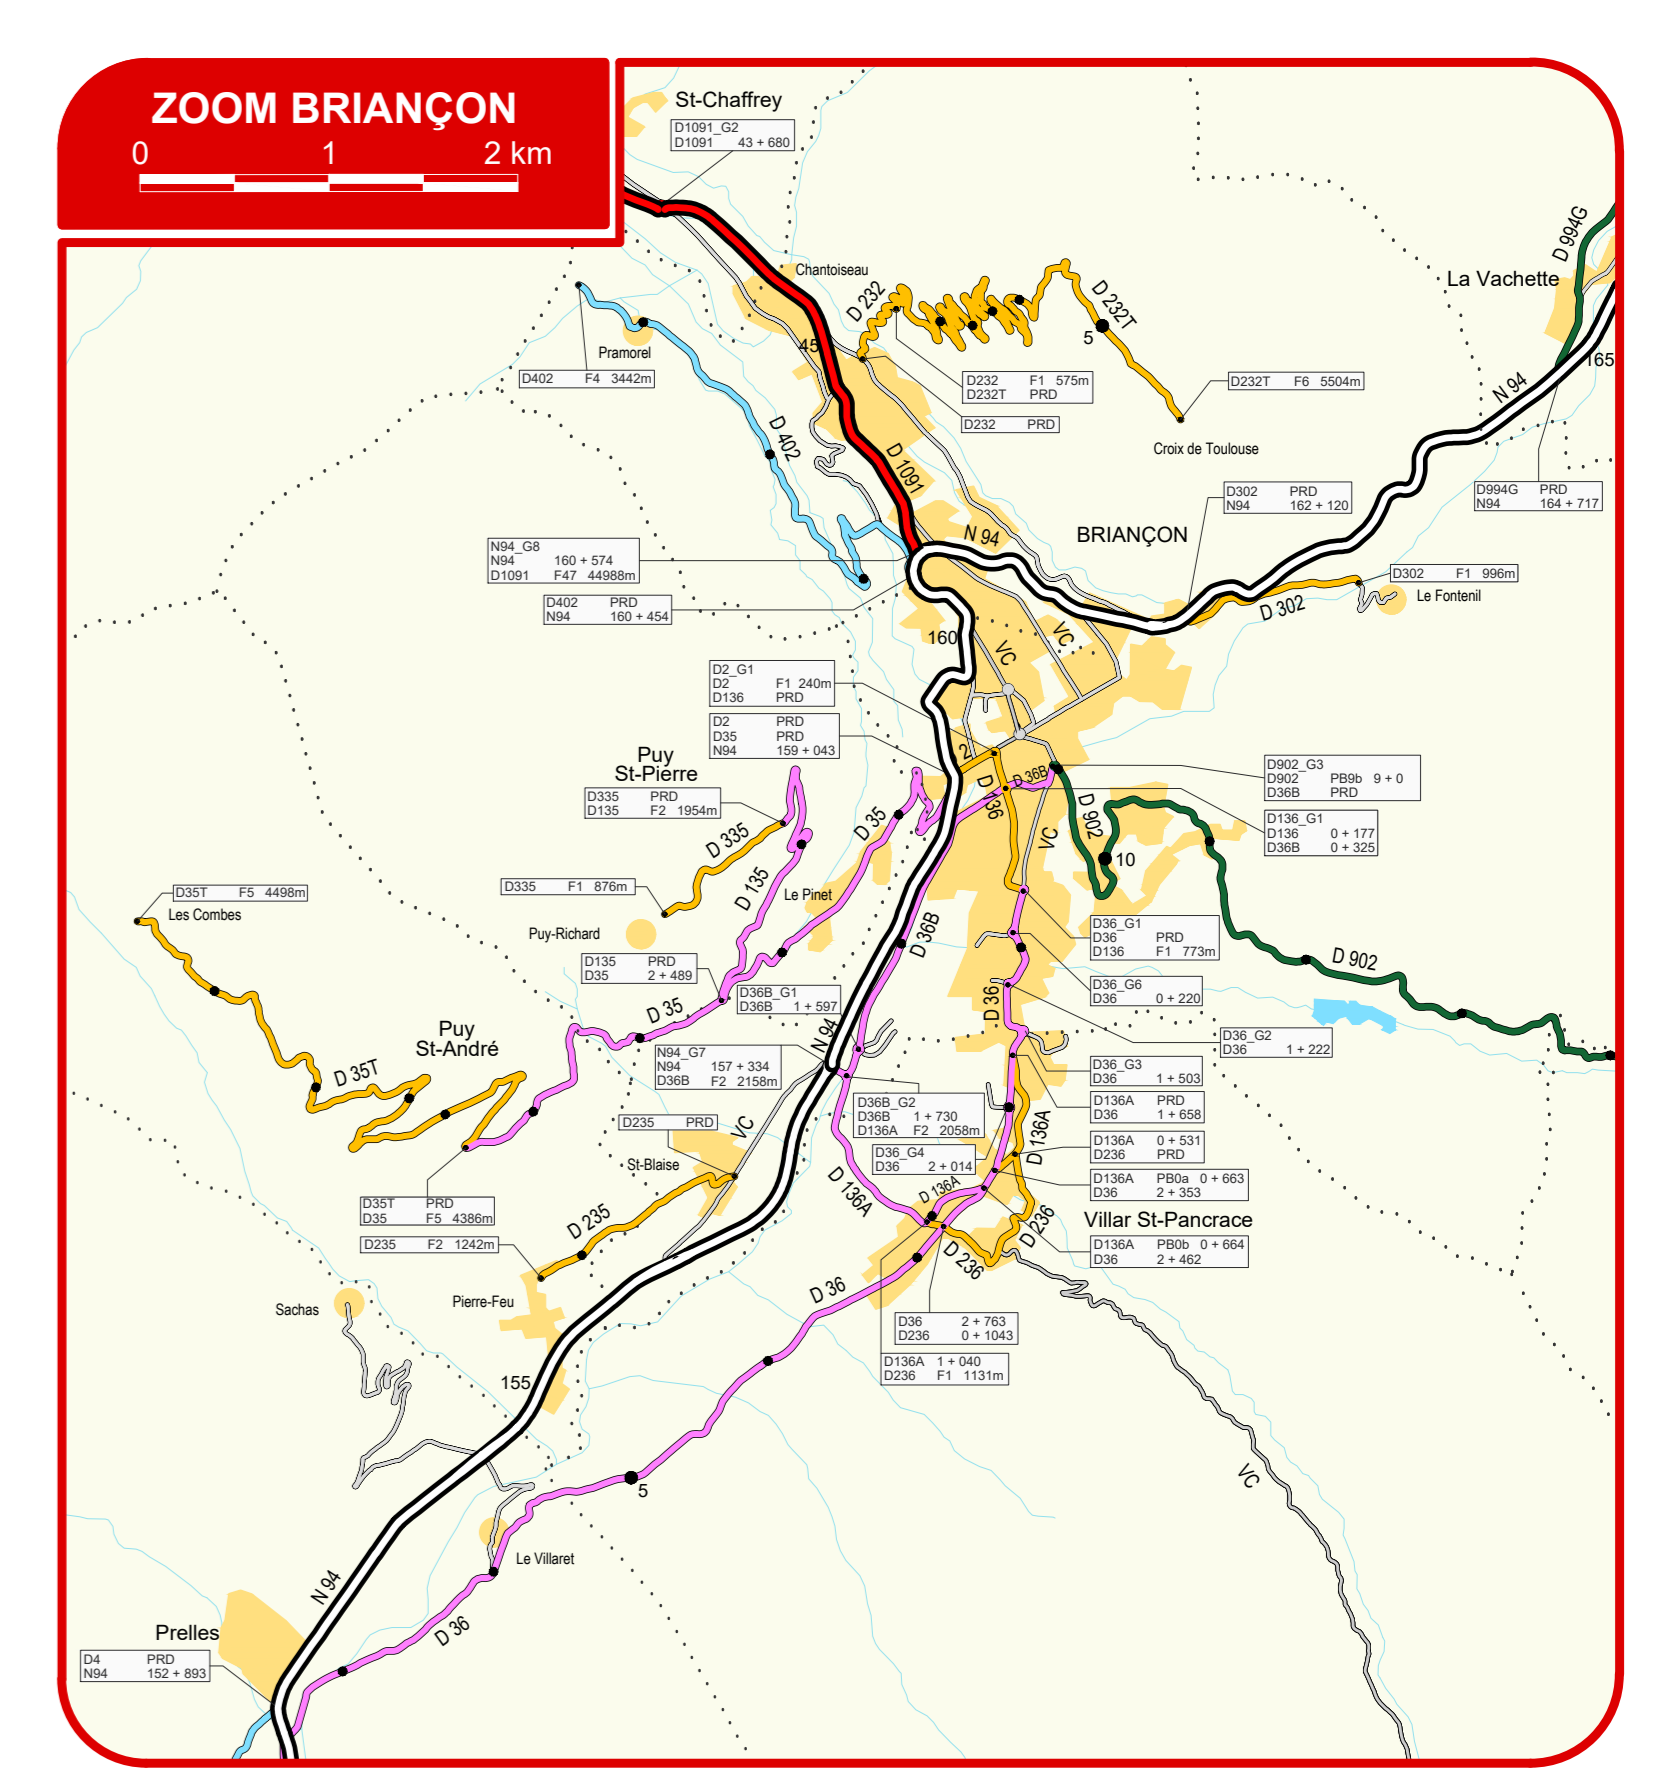 ZOOM BRIANÇON
0 1 2 km
St-Chaffrey
D1091_G2
D1091 43 + 680
D 994G
La Vachette
Chantoiseau
D 232
D 232T
5
45
165
Pramorel
D402 F4 3442m
D232 F1 575m
D232T PRD
D232T F6 5504m
D232 PRD
N 94
D 402
Croix de Toulouse
D 1091
D302 PRD
N94 162 + 120
D994G PRD
N94 164 + 717
N 94
BRIANÇON
N94_G8
N94 160 + 574
D1091 F47 44988m
D302 F1 996m
Le Fontenil
D 302
D402 PRD
N94 160 + 454
160
VC
VC
D2_G1
D2 F1 240m
D136 PRD
D2 PRD
D35 PRD
N94 159 + 043
2
Puy
St-Pierre
D 36B
D 136
D902_G3
D902 PB9b 9 + 0
D36B PRD
D335 PRD
D135 F2 1954m
D 35
D 902
D136_G1
D136 0 + 177
D36B 0 + 325
D 335
VC
10
D335 F1 876m
D 135
Le Pinet
D35T F5 4498m
Les Combes
Puy-Richard
D 36B
D36_G1
D36 PRD
D136 F1 773m
D 902
D135 PRD
D35 2 + 489
D36B_G1
D36B 1 + 597
D 36
D36_G6
D36 0 + 220
D 35
Puy
St-André
N 94
D36_G2
D36 1 + 222
N94_G7
N94 157 + 334
D36B F2 2158m
D36_G3
D36 1 + 503
D 35T
D36B_G2
D36B 1 + 730
D136A F2 2058m
D136A PRD
D36 1 + 658
D235 PRD
VC
D 136A
D136A 0 + 531
D236 PRD
St-Blaise
D36_G4
D36 2 + 014
D136A PB0a 0 + 663
D36 2 + 353
D35T PRD
D35 F5 4386m
D 136A
D 136A
D 235
D 236
Villar St-Pancrace
D235 F2 1242m
D 236
D136A PB0b 0 + 664
D36 2 + 462
Pierre-Feu
Sachas
D 36
D36 2 + 763
D236 0 + 1043
D136A 1 + 040
D236 F1 1131m
155
5
VC
Le Villaret
N 94
D 36
Prelles
D4 PRD
N94 152 + 893